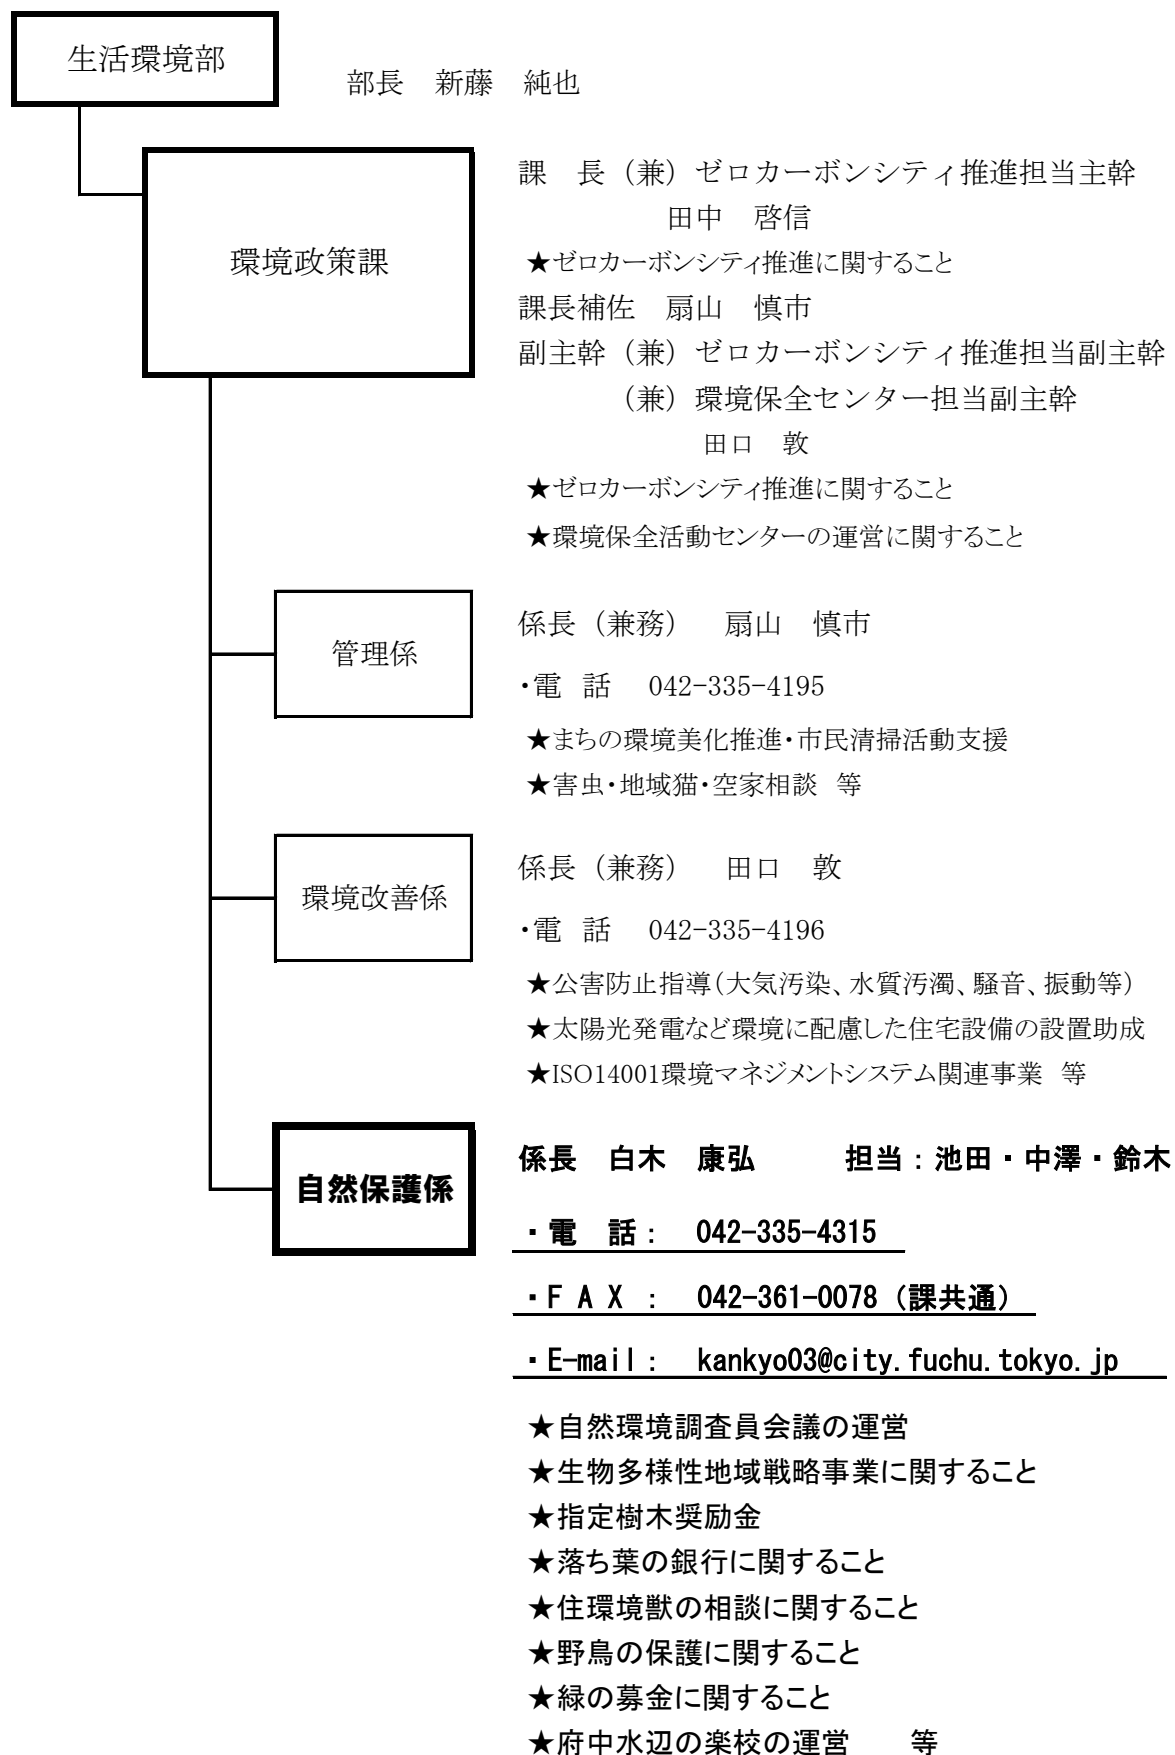 生活環境部
部長　新藤　純也
環境政策課
課　長（兼）ゼロカーボンシティ推進担当主幹
田中　啓信
★ゼロカーボンシティ推進に関すること
課長補佐　扇山　慎市
副主幹（兼）ゼロカーボンシティ推進担当副主幹
（兼）環境保全センター担当副主幹
田口　敦
★ゼロカーボンシティ推進に関すること
★環境保全活動センターの運営に関すること
管理係
係長（兼務）　扇山　慎市
・電　話　042-335-4195
★まちの環境美化推進・市民清掃活動支援
★害虫・地域猫・空家相談　等
環境改善係
係長（兼務）　田口　敦
・電　話　042-335-4196
★公害防止指導（大気汚染、水質汚濁、騒音、振動等）
★太陽光発電など環境に配慮した住宅設備の設置助成
★ISO14001環境マネジメントシステム関連事業　等
自然保護係
係長　白木　康弘　　　担当：池田・中澤・鈴木
・電　話：　042-335-4315
・ＦＡＸ：　042-361-0078（課共通）
・E-mail：　kankyo03@city.fuchu.tokyo.jp
★自然環境調査員会議の運営
★生物多様性地域戦略事業に関すること
★指定樹木奨励金
★落ち葉の銀行に関すること
★住環境獣の相談に関すること
★野鳥の保護に関すること
★緑の募金に関すること
★府中水辺の楽校の運営　　等